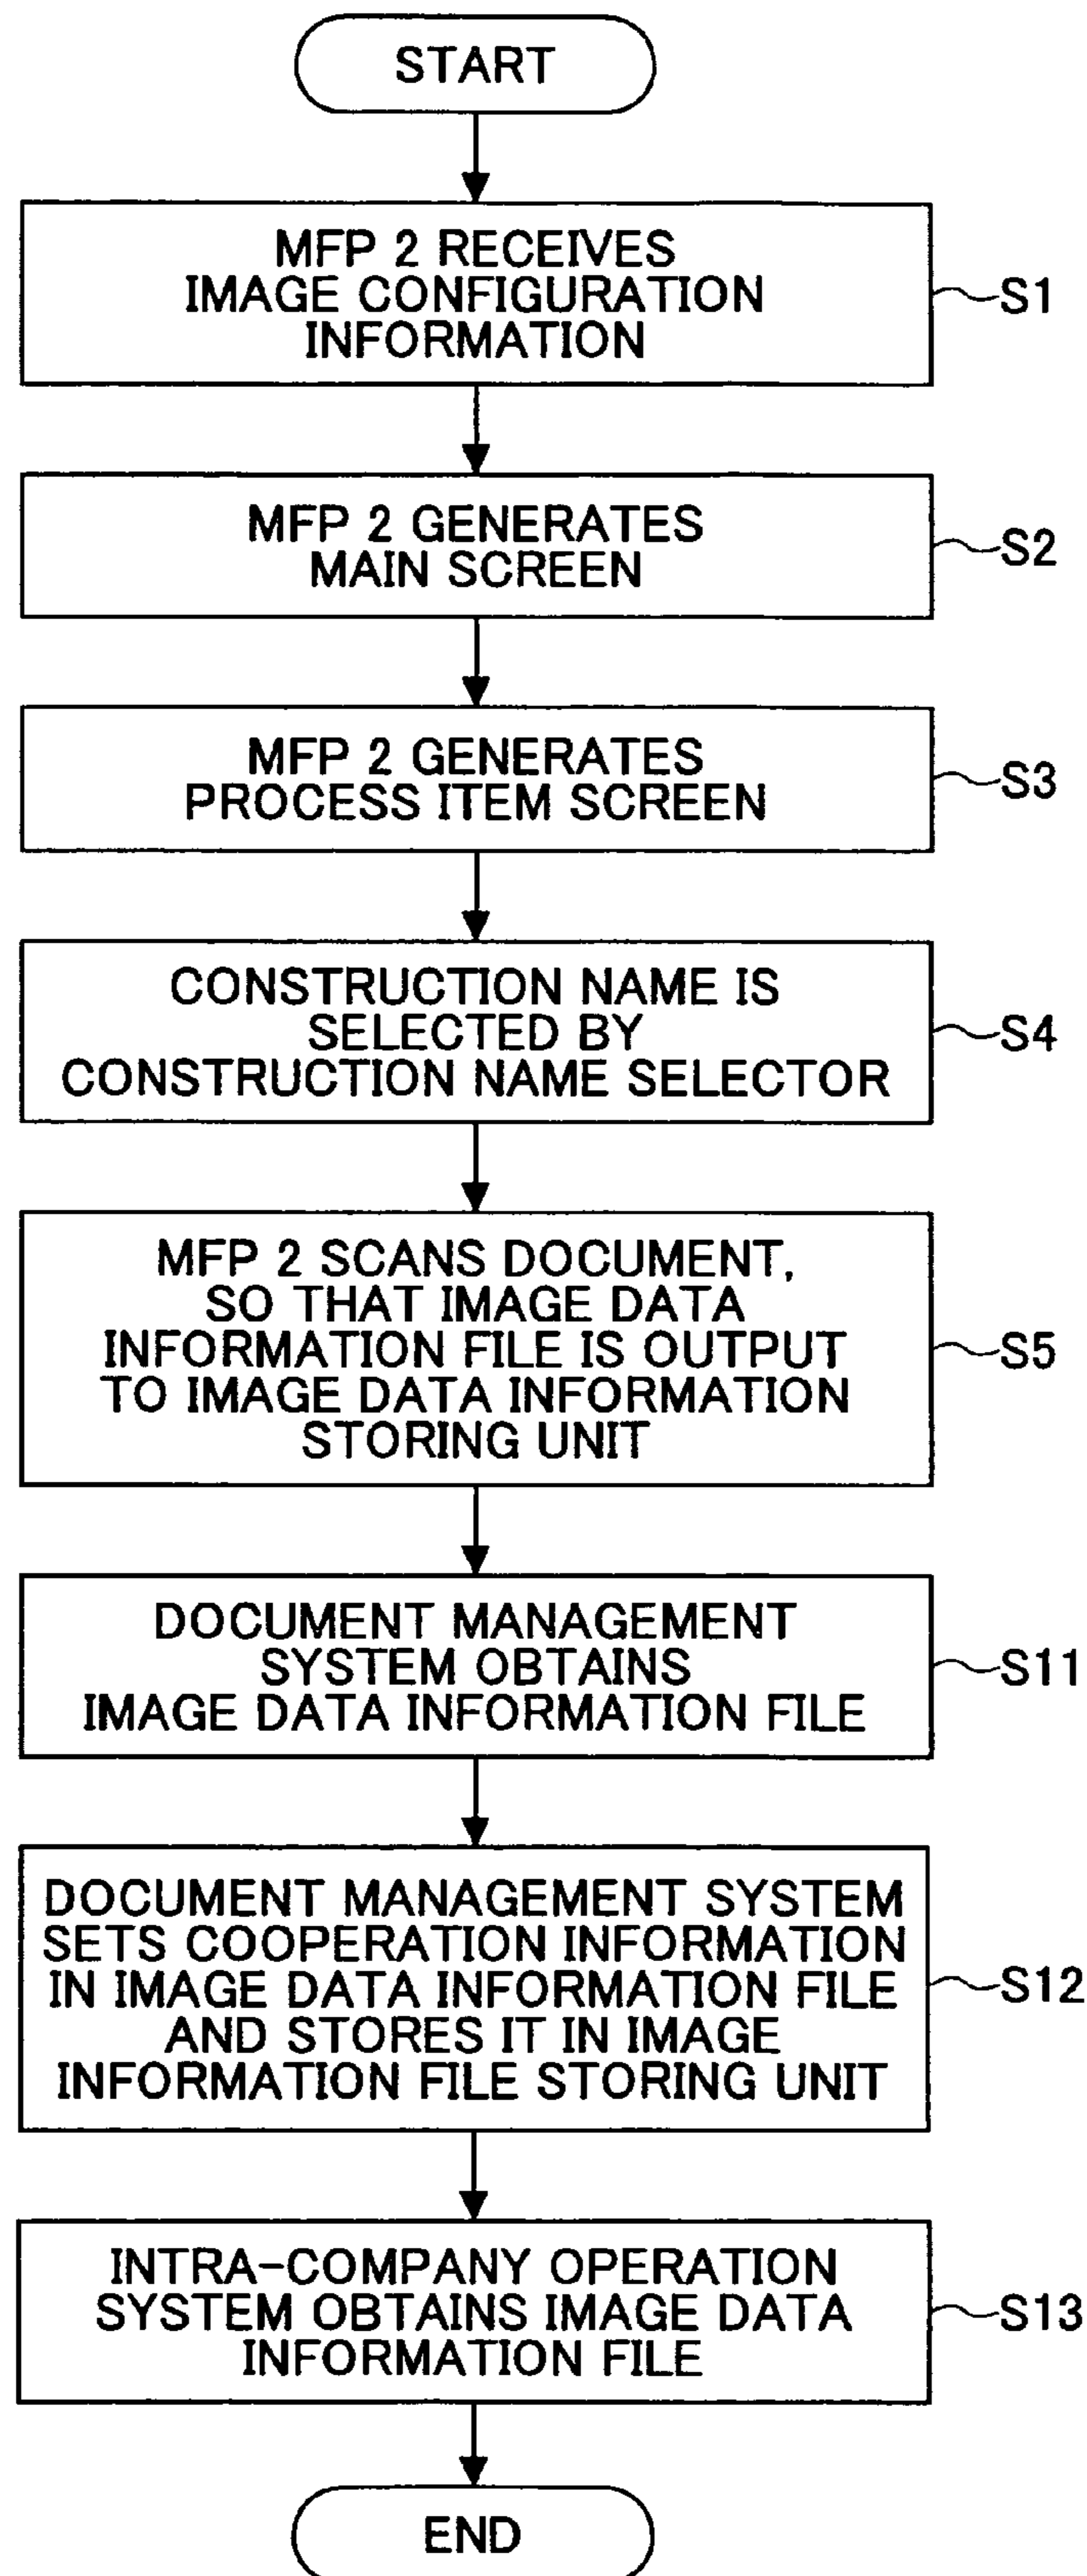 START
MFP 2 RECEIVES
IMAGE CONFIGURATION
INFORMATION
S1
MFP 2 GENERATES
MAIN SCREEN
S2
MFP 2 GENERATES
PROCESS ITEM SCREEN
S3
CONSTRUCTION NAME IS
SELECTED BY
CONSTRUCTION NAME SELECTOR
S4
MFP 2 SCANS DOCUMENT,
SO THAT IMAGE DATA
INFORMATION FILE IS OUTPUT
TO IMAGE DATA INFORMATION
STORING UNIT
S5
DOCUMENT MANAGEMENT
SYSTEM OBTAINS
IMAGE DATA INFORMATION FILE
S11
DOCUMENT MANAGEMENT SYSTEM
SETS COOPERATION INFORMATION
IN IMAGE DATA INFORMATION FILE
AND STORES IT IN IMAGE
INFORMATION FILE STORING UNIT
S12
INTRA-COMPANY OPERATION
SYSTEM OBTAINS IMAGE DATA
INFORMATION FILE
S13
END